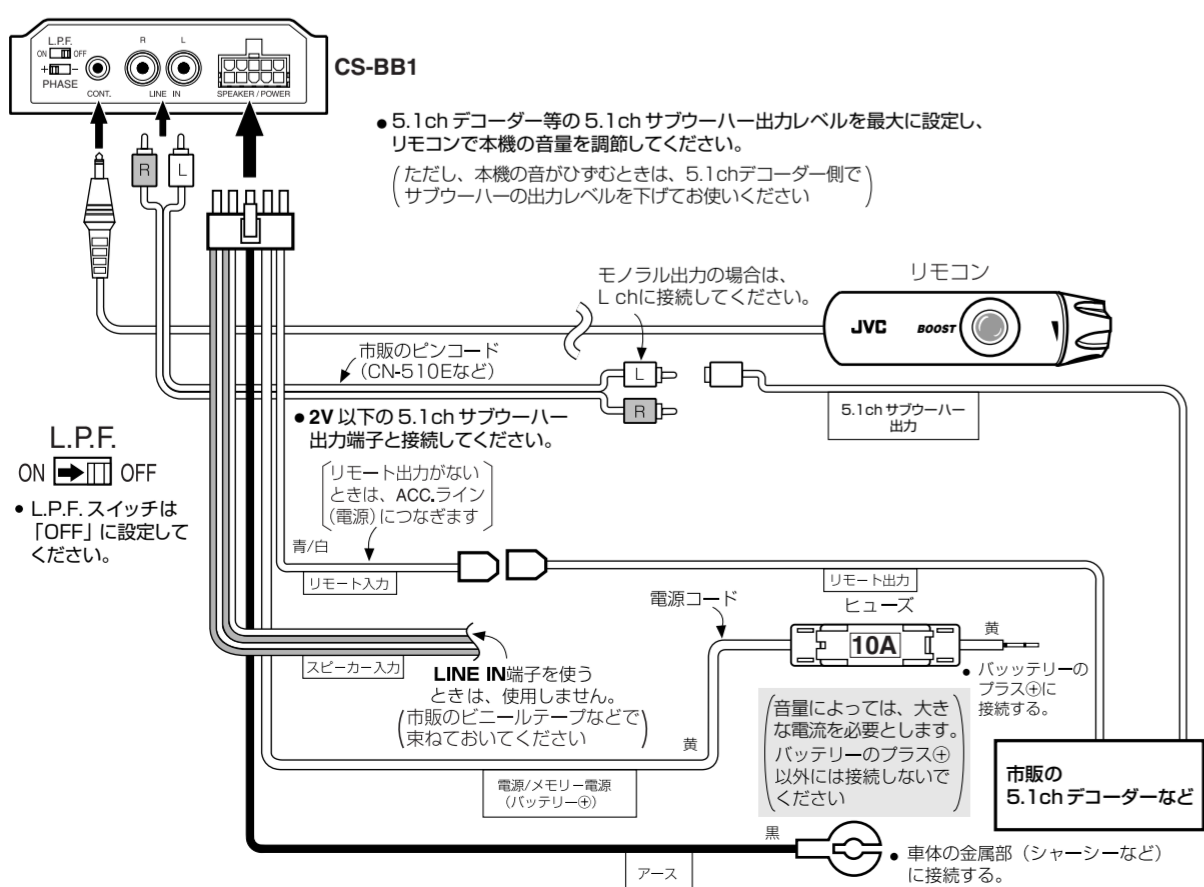 L.P.F.
ON OFF
+ -
PHASE
CONT.
R L
LINE IN
SPEAKER / POWER
CS-BB1
● 5.1ch デコーダー等の 5.1ch サブウーハー出力レベルを最大に設定し、
リモコンで本機の音量を調節してください。
(ただし、本機の音がひずむときは、5.1chデコーダー側で
サブウーハーの出力レベルを下げてお使いください)
R L
モノラル出力の場合は、
L chに接続してください。
リモコン
JVC BOOST
市販のピンコード
(CN-510Eなど)
L
R
5.1ch サブウーハー
出力
● 2V 以下の 5.1ch サブウーハー
出力端子と接続してください。
L.P.F.
ON OFF
● L.P.F. スイッチは
「OFF」に設定して
ください。
〔リモート出力がない
ときは、ACC.ライン
(電源)につなぎます〕
青/白
リモート入力
リモート出力
電源コード
ヒューズ
10A
黄
● バッッテリーの
プラス⊕に
接続する。
スピーカー入力
LINE IN端子を使う
ときは、使用しません。
(市販のビニールテープなどで
束ねておいてください)
(音量によっては、大き
な電流を必要とします。
バッテリーのプラス⊕
以外には接続しないで
ください)
黄
電源/メモリー電源
(バッテリー⊕)
市販の
5.1ch デコーダーなど
黒
アース
● 車体の金属部(シャーシーなど)
に接続する。